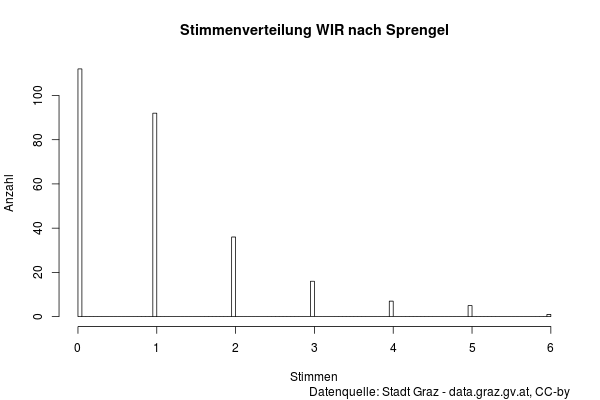 Stimmenverteilung WIR nach Sprengel
Anzahl
100
80
60
40
20
0
0 1 2 3 4 5 6
Stimmen
Datenquelle: Stadt Graz - data.graz.gv.at, CC-by